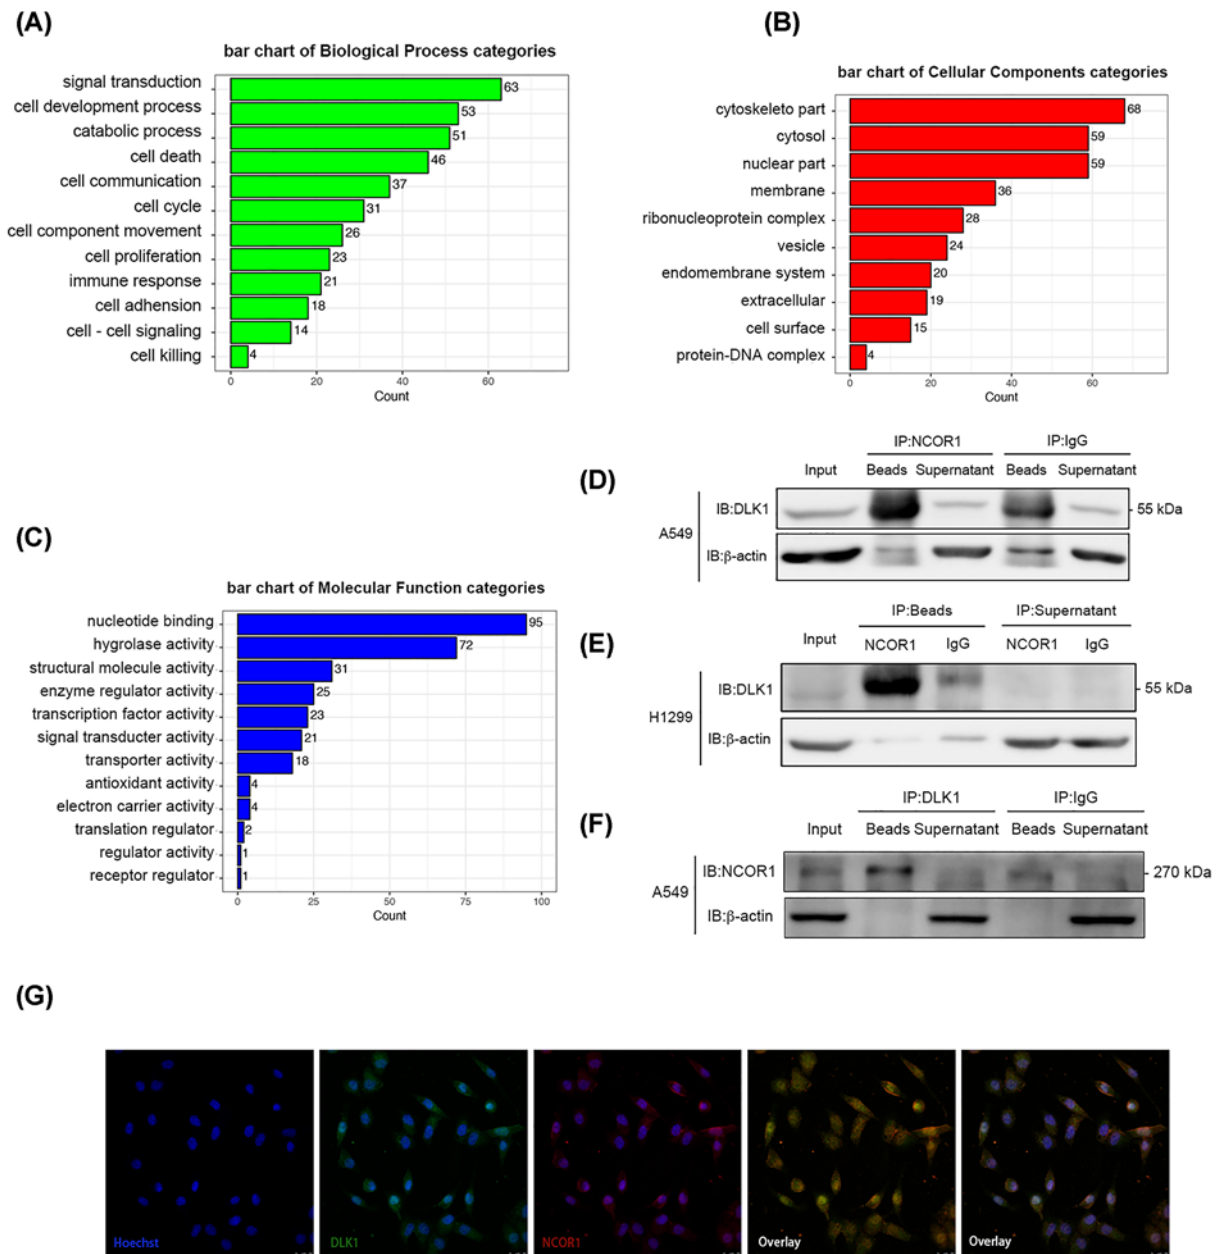 (A)
bar chart of Biological Process categories
signal transduction 63
cell development process 53
catabolic process 51
cell death 46
cell communication 37
cell cycle 31
cell component movement 26
cell proliferation 23
immune response 21
cell adhension 18
cell - cell signaling 14
cell killing 4
0 20 40 60
Count
(B)
bar chart of Cellular Components categories
cytoskeleto part 68
cytosol 59
nuclear part 59
membrane 36
ribonucleoprotein complex 28
vesicle 24
endomembrane system 20
extracellular 19
cell surface 15
protein-DNA complex 4
0 20 40 60
Count
(C)
bar chart of Molecular Function categories
nucleotide binding 95
hygrolase activity 72
structural molecule activity 31
enzyme regulator activity 25
transcription factor activity 23
signal transducter activity 21
transporter activity 18
antioxidant activity 4
electron carrier activity 4
translation regulator 2
regulator activity 1
receptor regulator 1
0 25 50 75 100
Count
(D)
IP:NCOR1 IP:IgG
Input Beads Supernatant Beads Supernatant
A549
IB:DLK1 55 kDa
IB:β-actin
(E)
IP:Beads IP:Supernatant
Input NCOR1 IgG NCOR1 IgG
H1299
IB:DLK1 55 kDa
IB:β-actin
(F)
IP:DLK1 IP:IgG
Input Beads Supernatant Beads Supernatant
A549
IB:NCOR1 270 kDa
IB:β-actin
(G)
Hoechst DLK1 NCOR1 Overlay Overlay